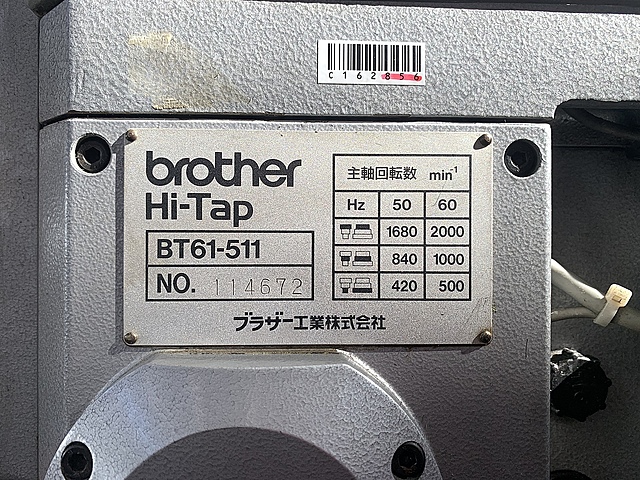 C162856
brother
Hi-Tap
BT61-511
NO. 114672
主軸回転数 min⁻¹
Hz 50 60
1680 2000
840 1000
420 500
ブラザー工業株式会社